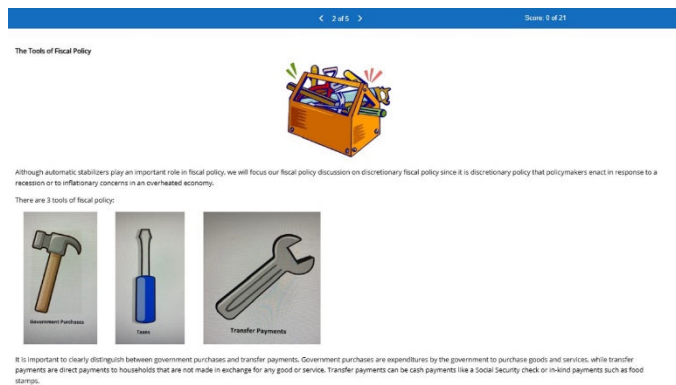 2 of 5
Score: 0 of 21
The Tools of Fiscal Policy
Although automatic stabilizers play an important role in fiscal policy, we will focus our fiscal policy discussion on discretionary fiscal policy since it is discretionary policy that policymakers enact in response to a
recession or to inflationary concerns in an overheated economy.
There are 3 tools of fiscal policy:
Government Purchases
Taxes
Transfer Payments
It is important to clearly distinguish between government purchases and transfer payments. Government purchases are expenditures by the government to purchase goods and services, while transfer
payments are direct payments to households that are not made in exchange for any good or service. Transfer payments can be cash payments like a Social Security check or in-kind payments such as food
stamps.